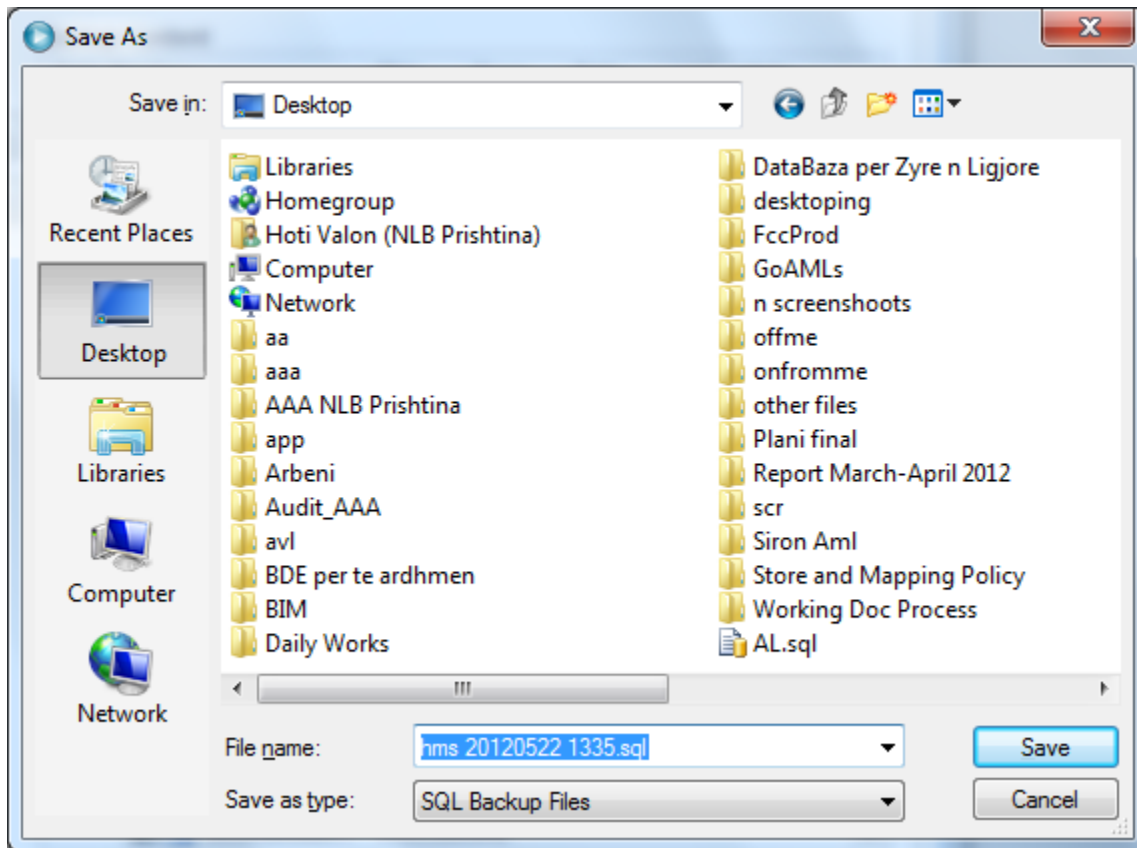 Save As
Save in:
Desktop
Recent Places
Desktop
Libraries
Computer
Network
Libraries
Homegroup
Hoti Valon (NLB Prishtina)
Computer
Network
aa
aaa
AAA NLB Prishtina
app
Arbeni
Audit_AAA
avl
BDE per te ardhmen
BIM
Daily Works
DataBaza per Zyre n Ligjore
desktoping
FccProd
GoAMLs
n screenshoots
offme
onfromme
other files
Plani final
Report March-April 2012
scr
Siron Aml
Store and Mapping Policy
Working Doc Process
AL.sql
File name:
hms 20120522 1335.sql
Save
Save as type:
SQL Backup Files
Cancel